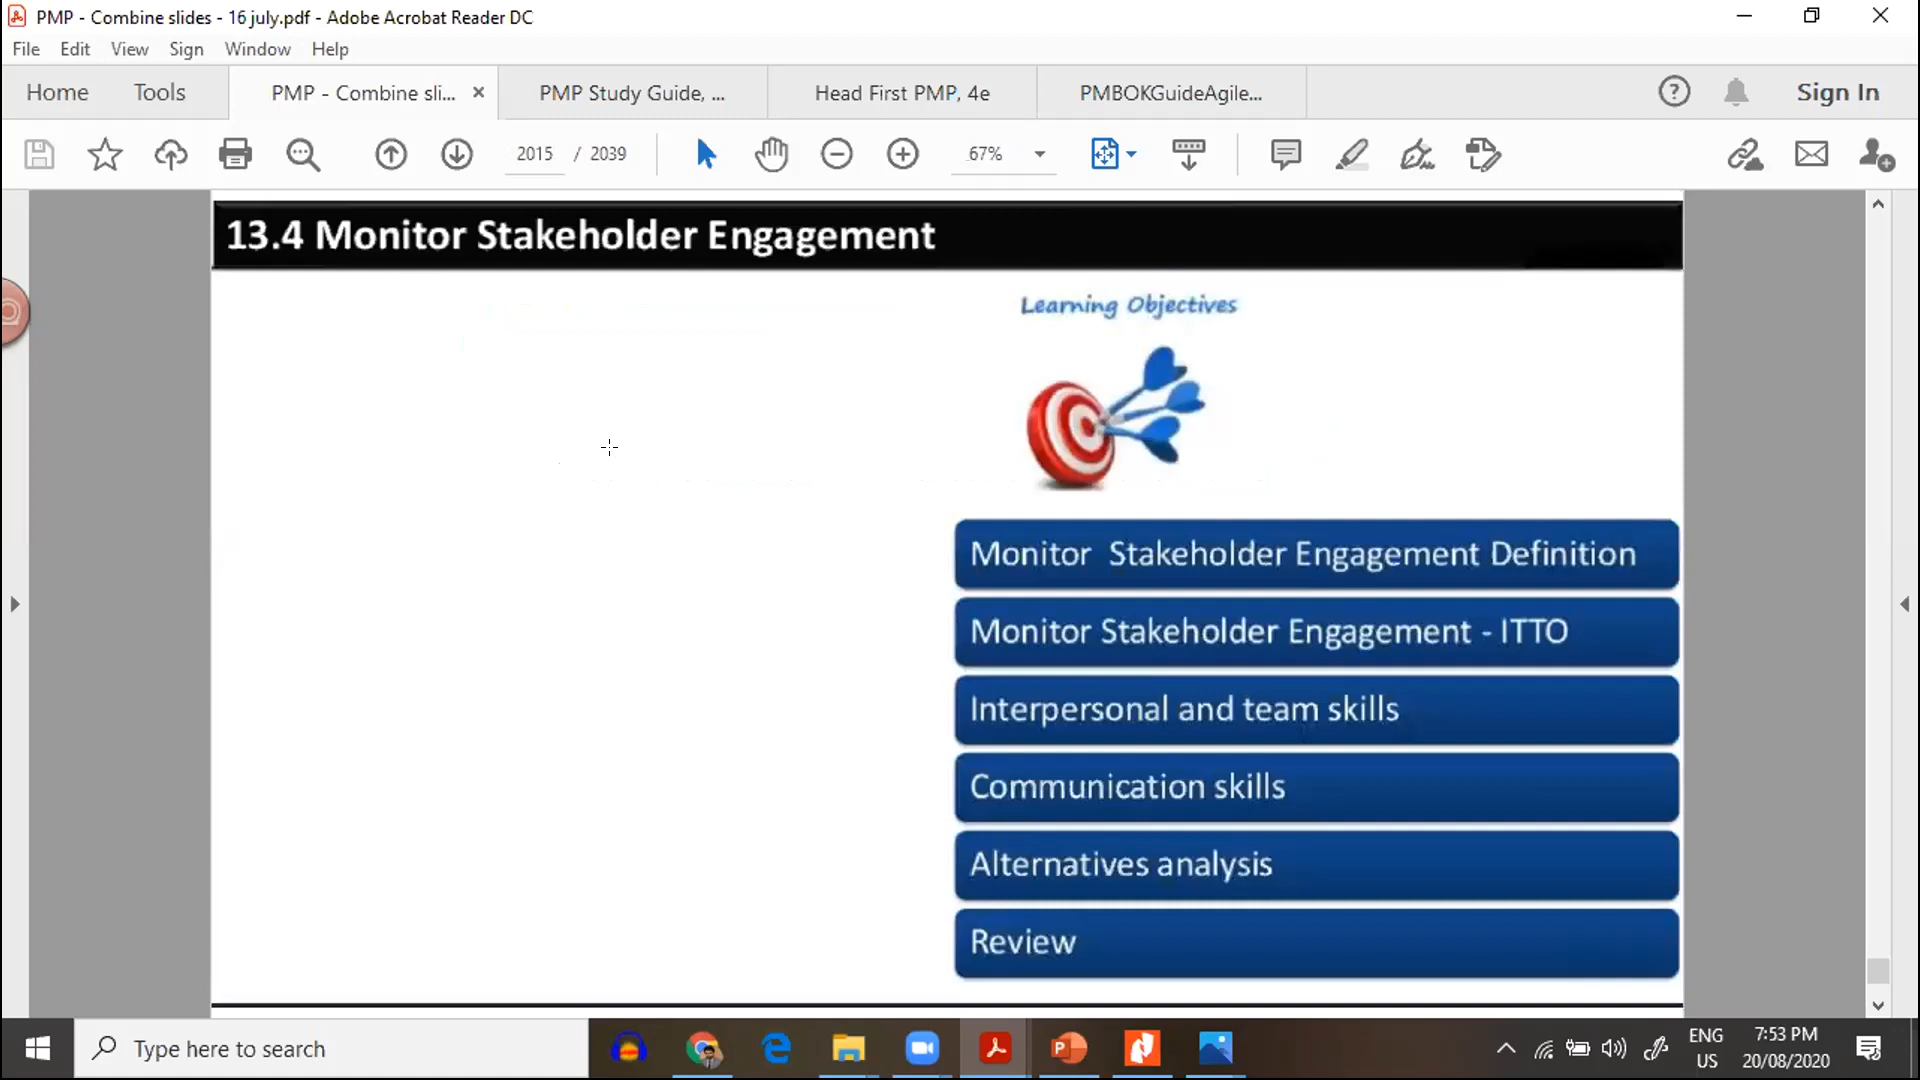 PMP - Combine slides - 16 july.pdf - Adobe Acrobat Reader DC
File Edit View Sign Window Help
Home Tools PMP - Combine sli... PMP Study Guide, ... Head First PMP, 4e PMBOKGuideAgile... Sign In
2015 / 2039 67%
13.4 Monitor Stakeholder Engagement
Learning Objectives
Monitor Stakeholder Engagement Definition
Monitor Stakeholder Engagement - ITTO
Interpersonal and team skills
Communication skills
Alternatives analysis
Review
Type here to search
ENG 7:53 PM
US 20/08/2020